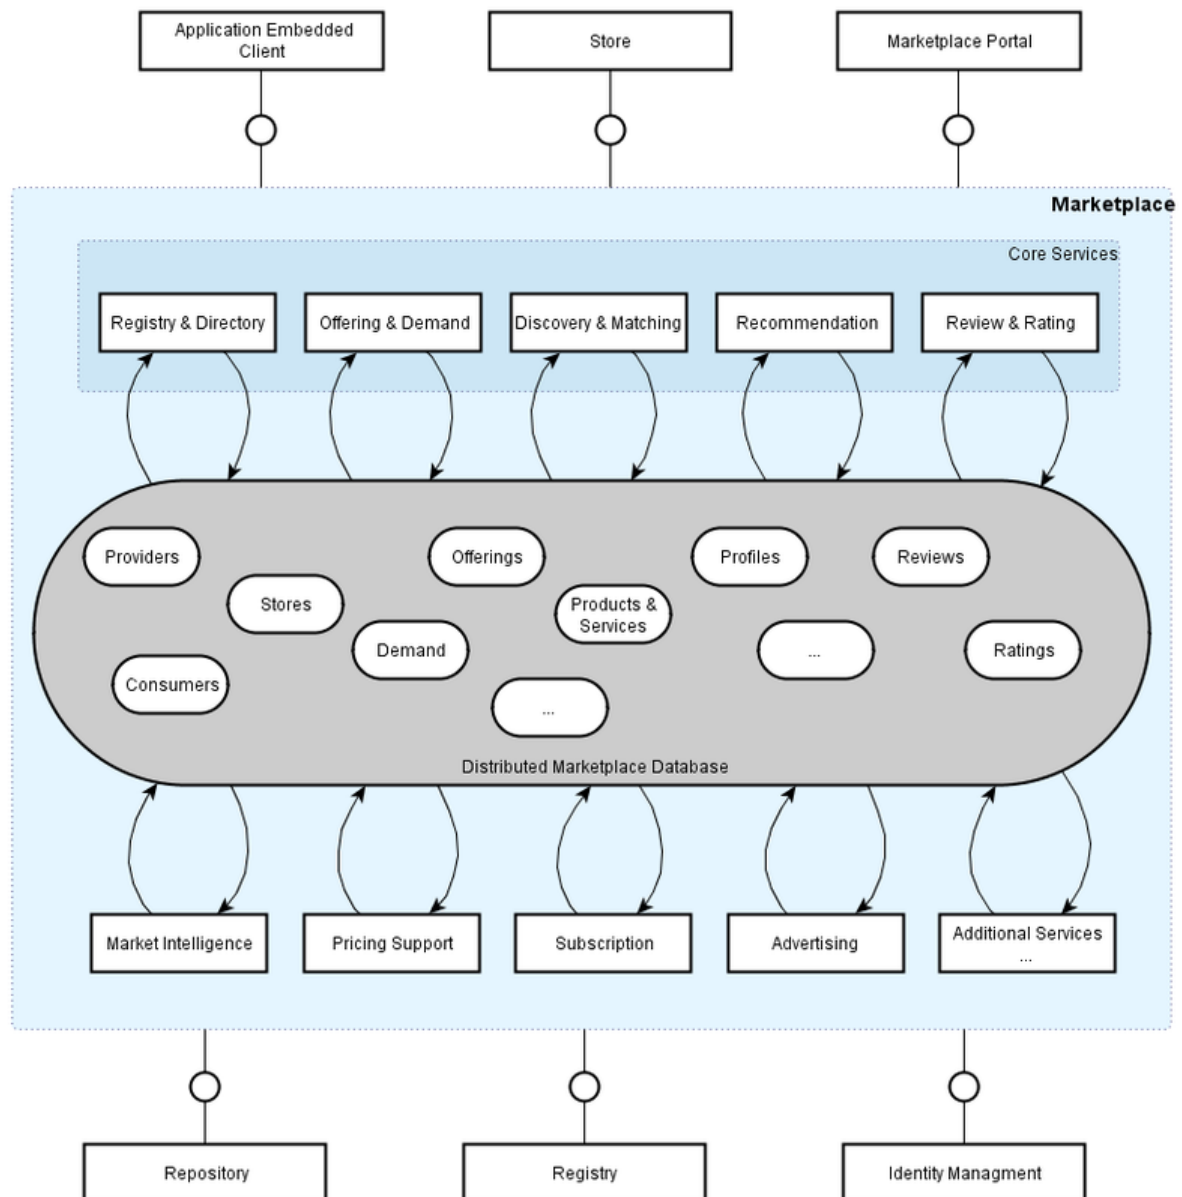 Application Embedded
Client
Store
Marketplace Portal
Marketplace
Core Services
Registry & Directory
Offering & Demand
Discovery & Matching
Recommendation
Review & Rating
Providers
Offerings
Profiles
Reviews
Stores
Products &
Services
Demand
...
Ratings
Consumers
...
Distributed Marketplace Database
Market Intelligence
Pricing Support
Subscription
Advertising
Additional Services
...
Repository
Registry
Identity Managment